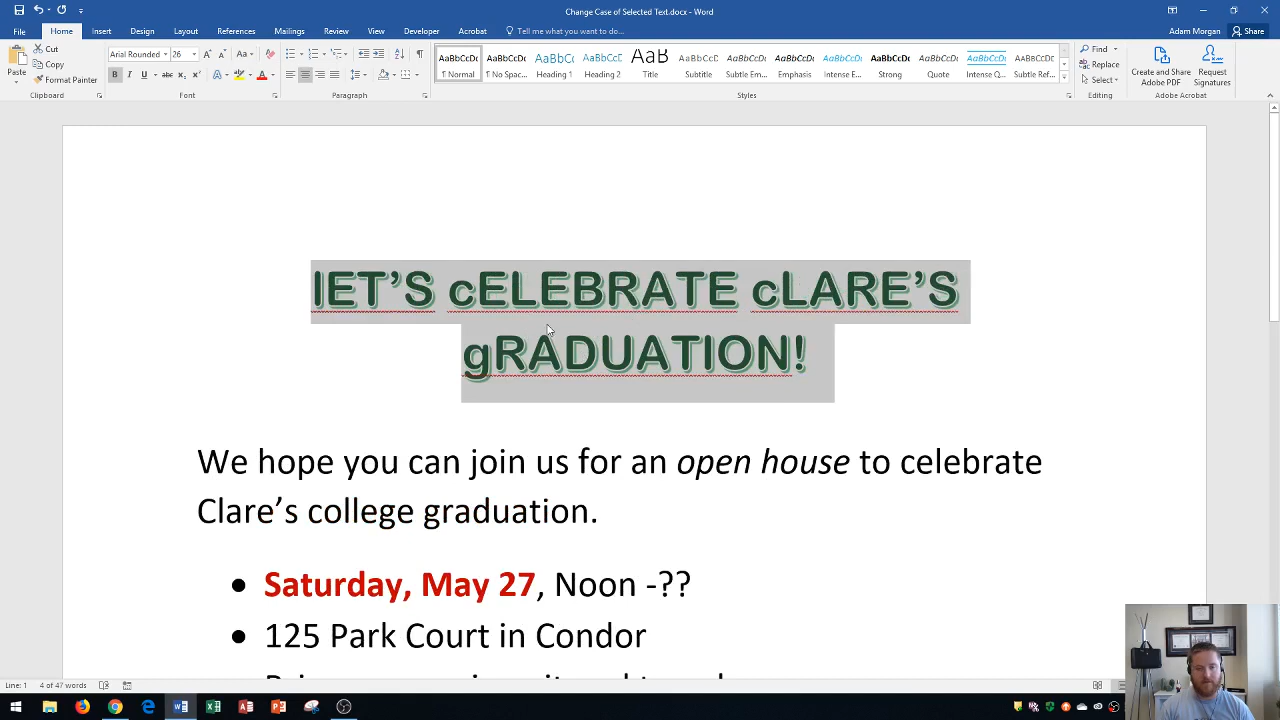 Change Case of Selected Text.docx - Word
File Home Insert Design Layout References Mailings Review View Developer Acrobat Tell me what you want to do... Adam Morgan Share
Paste Cut Copy Format Painter
Clipboard
Arial Rounded 26
Font
Paragraph
AaBbCcDc AaBbCcDc AaBbC AaBbCcC AaB AaBbCcC AaBbCcDc AaBbCcDc AaBbCcDc AaBbCcDc AaBbCcDc AaBbCcDc AABBCCDE
¶ Normal ¶ No Spac... Heading 1 Heading 2 Title Subtitle Subtle Em... Emphasis Intense E... Strong Quote Intense Q... Subtle Ref...
Styles
Find Replace Select
Editing
Create and Share Adobe PDF Request Signatures
Adobe Acrobat
lET’S cELEBRATE cLARE’S
gRADUATION!
We hope you can join us for an open house to celebrate
Clare’s college graduation.
• Saturday, May 27, Noon -??
• 125 Park Court in Condor
Line: 1 4 of 47 words